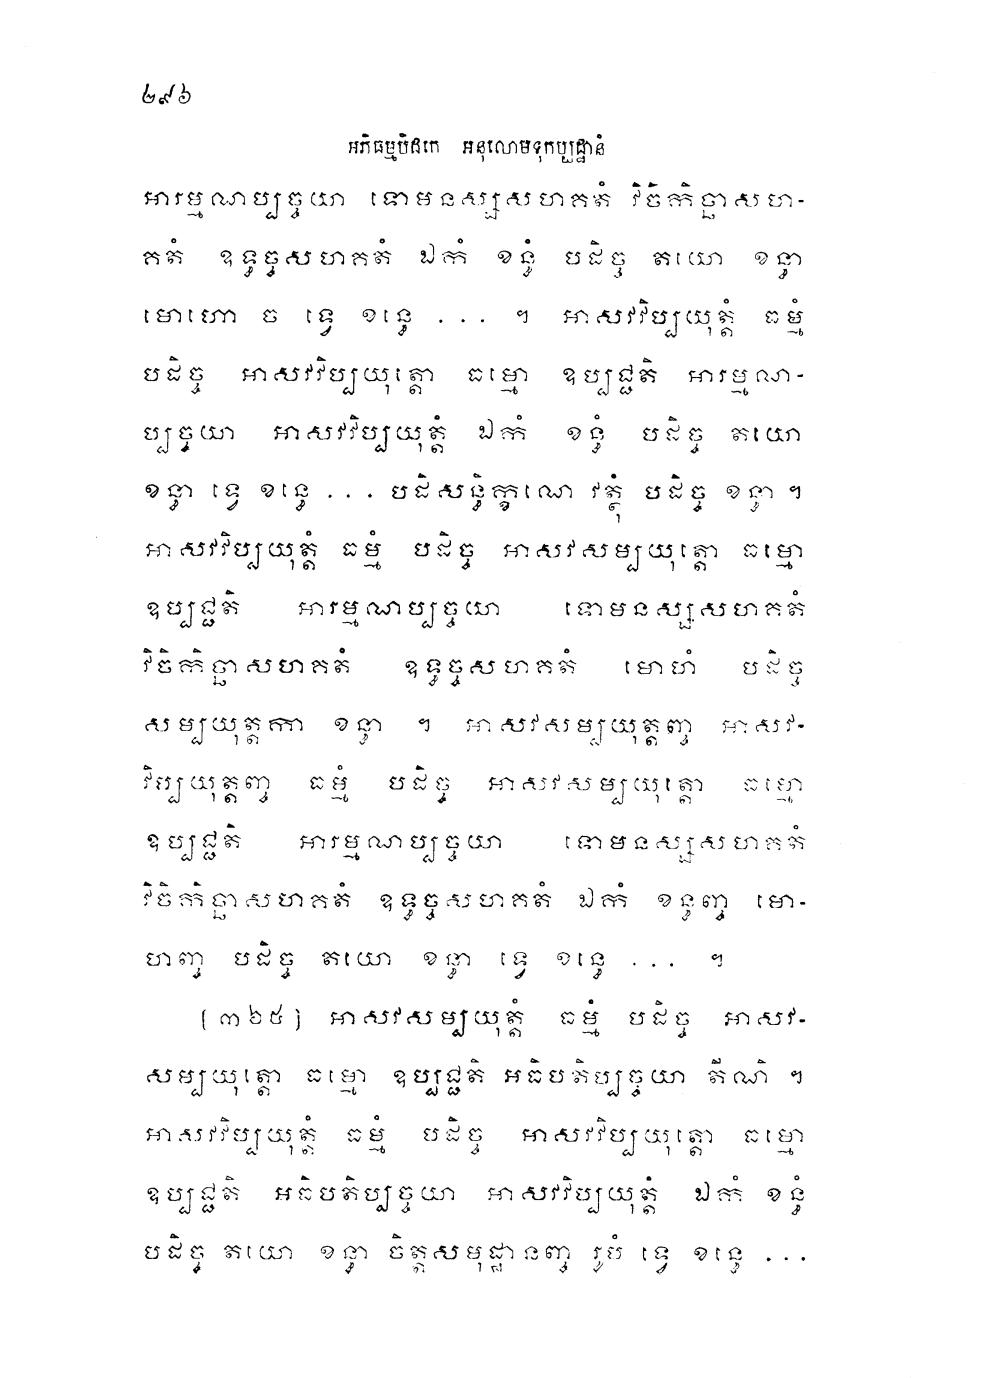 ២៩៦
អភិធម្មបិដកេ អនុលោមទុកប្បដ្ឋានំ
អារម្មណប្បច្ចយា ទោមនស្សសហគតំ វិចិកិច្ឆាសហ-
គតំ ឧទ្ធច្ចសហគតំ ឯកំ ខន្ធំ បដិច្ច តយោ ខន្ធា
មោហោ ច ទ្វេ ខន្ធេ ... ។ អាសវវិប្បយុត្តំ ធម្មំ
បដិច្ច អាសវវិប្បយុត្តោ ធម្មោ ឧប្បជ្ជតិ អារម្មណ-
ប្បច្ចយា អាសវវិប្បយុត្តំ ឯកំ ខន្ធំ បដិច្ច តយោ
ខន្ធា ទ្វេ ខន្ធេ ... បដិសន្ធិក្ខណេ វត្ថុំ បដិច្ច ខន្ធា ។
អាសវវិប្បយុត្តំ ធម្មំ បដិច្ច អាសវសម្បយុត្តោ ធម្មោ
ឧប្បជ្ជតិ អារម្មណប្បច្ចយា ទោមនស្សសហគតំ
វិចិកិច្ឆាសហគតំ ឧទ្ធច្ចសហគតំ មោហំ បដិច្ច
សម្បយុត្តកា ខន្ធា ។ អាសវសម្បយុត្តញ្ច អាសវ-
វិប្បយុត្តញ្ច ធម្មំ បដិច្ច អាសវសម្បយុត្តោ ធម្មោ
ឧប្បជ្ជតិ អារម្មណប្បច្ចយា ទោមនស្សសហគតំ
វិចិកិច្ឆាសហគតំ ឧទ្ធច្ចសហគតំ ឯកំ ខន្ធញ្ច មោ-
ហញ្ច បដិច្ច តយោ ខន្ធា ទ្វេ ខន្ធេ ... ។
[៣៦៥] អាសវសម្បយុត្តំ ធម្មំ បដិច្ច អាសវ-
សម្បយុត្តោ ធម្មោ ឧប្បជ្ជតិ អធិបតិប្បច្ចយា តីណិ ។
អាសវវិប្បយុត្តំ ធម្មំ បដិច្ច អាសវវិប្បយុត្តោ ធម្មោ
ឧប្បជ្ជតិ អធិបតិប្បច្ចយា អាសវវិប្បយុត្តំ ឯកំ ខន្ធំ
បដិច្ច តយោ ខន្ធា ចិត្តសមុដ្ឋានញ្ច រូបំ ទ្វេ ខន្ធេ ...